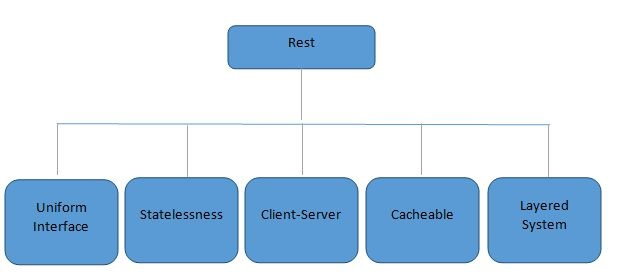 Rest
Uniform
Interface
Statelessness
Client-Server
Cacheable
Layered
System